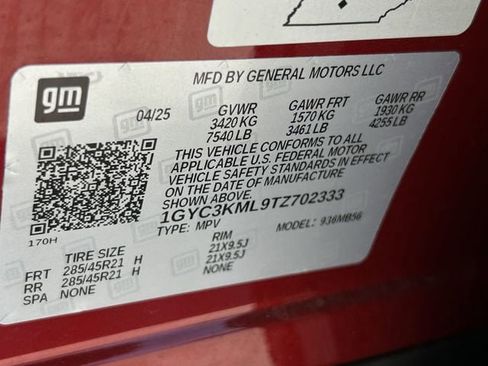 gm
MFD BY GENERAL MOTORS LLC
04/25 GVWR GAWR FRT GAWR RR
3420 KG 1570 KG 1930 KG
7540 LB 3461 LB 4255 LB
THIS VEHICLE CONFORMS TO ALL
APPLICABLE U.S. FEDERAL MOTOR
VEHICLE SAFETY STANDARDS IN EFFECT
ON THE DATE OF MANUFACTURE
1GYC3KML9TZ702333
170H TYPE: MPV MODEL: 936MB56
TIRE SIZE RIM
FRT 285/45R21 H 21X9.5J
RR 285/45R21 H 21X9.5J
SPA NONE NONE